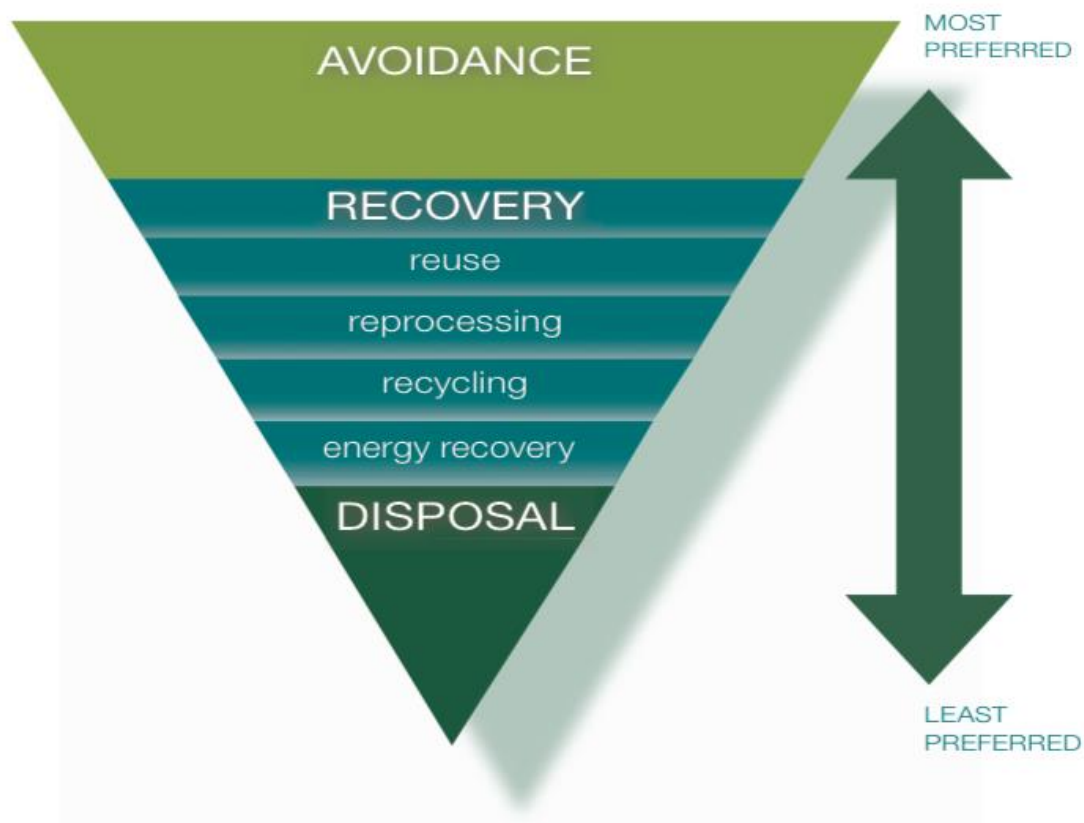 AVOIDANCE
MOST
PREFERRED
RECOVERY
reuse
reprocessing
recycling
energy recovery
DISPOSAL
LEAST
PREFERRED